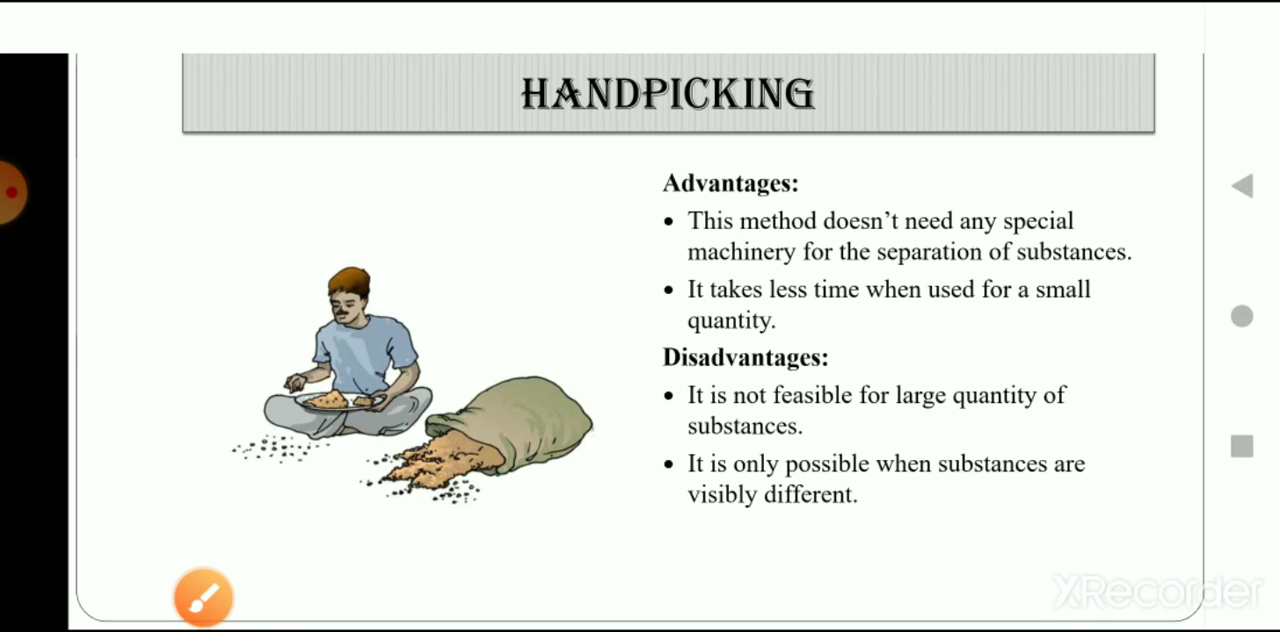 HANDPICKING
Advantages:
• This method doesn’t need any special
machinery for the separation of substances.
• It takes less time when used for a small
quantity.
Disadvantages:
• It is not feasible for large quantity of
substances.
• It is only possible when substances are
visibly different.
XRecorder